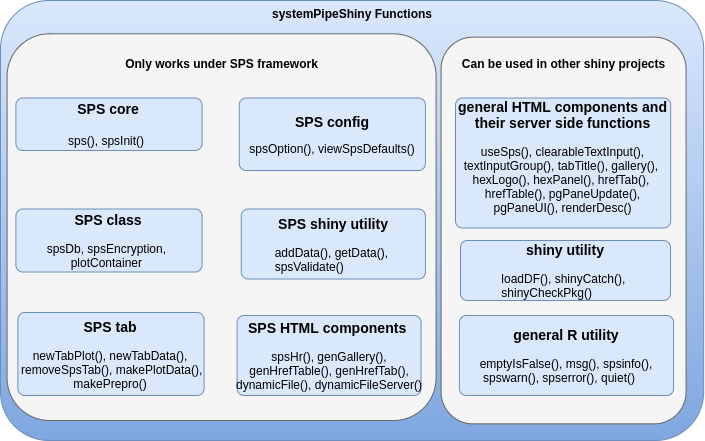 systemPipeShiny Functions
Only works under SPS framework
SPS core
sps(), spsInit()
SPS config
spsOption(), viewSpsDefaults()
SPS class
spsDb, spsEncryption,
plotContainer
SPS shiny utility
addData(), getData(),
spsValidate()
SPS tab
newTabPlot(), newTabData(),
removeSpsTab(), makePlotData(),
makePrepro()
SPS HTML components
spsHr(), genGallery(),
genHrefTable(), genHrefTab(),
dynamicFile(), dynamicFileServer()
Can be used in other shiny projects
general HTML components and
their server side functions
useSps(), clearableTextInput(),
textInputGroup(), tabTitle(), gallery(),
hexLogo(), hexPanel(), hrefTab(),
hrefTable(), pgPanelUpdate(),
pgPaneUI(), renderDesc()
shiny utility
loadDF(), shinyCatch(),
shinyCheckPkg()
general R utility
emptyIsFalse(), msg(), spsinfo(),
spswarn(), spserror(), quiet()